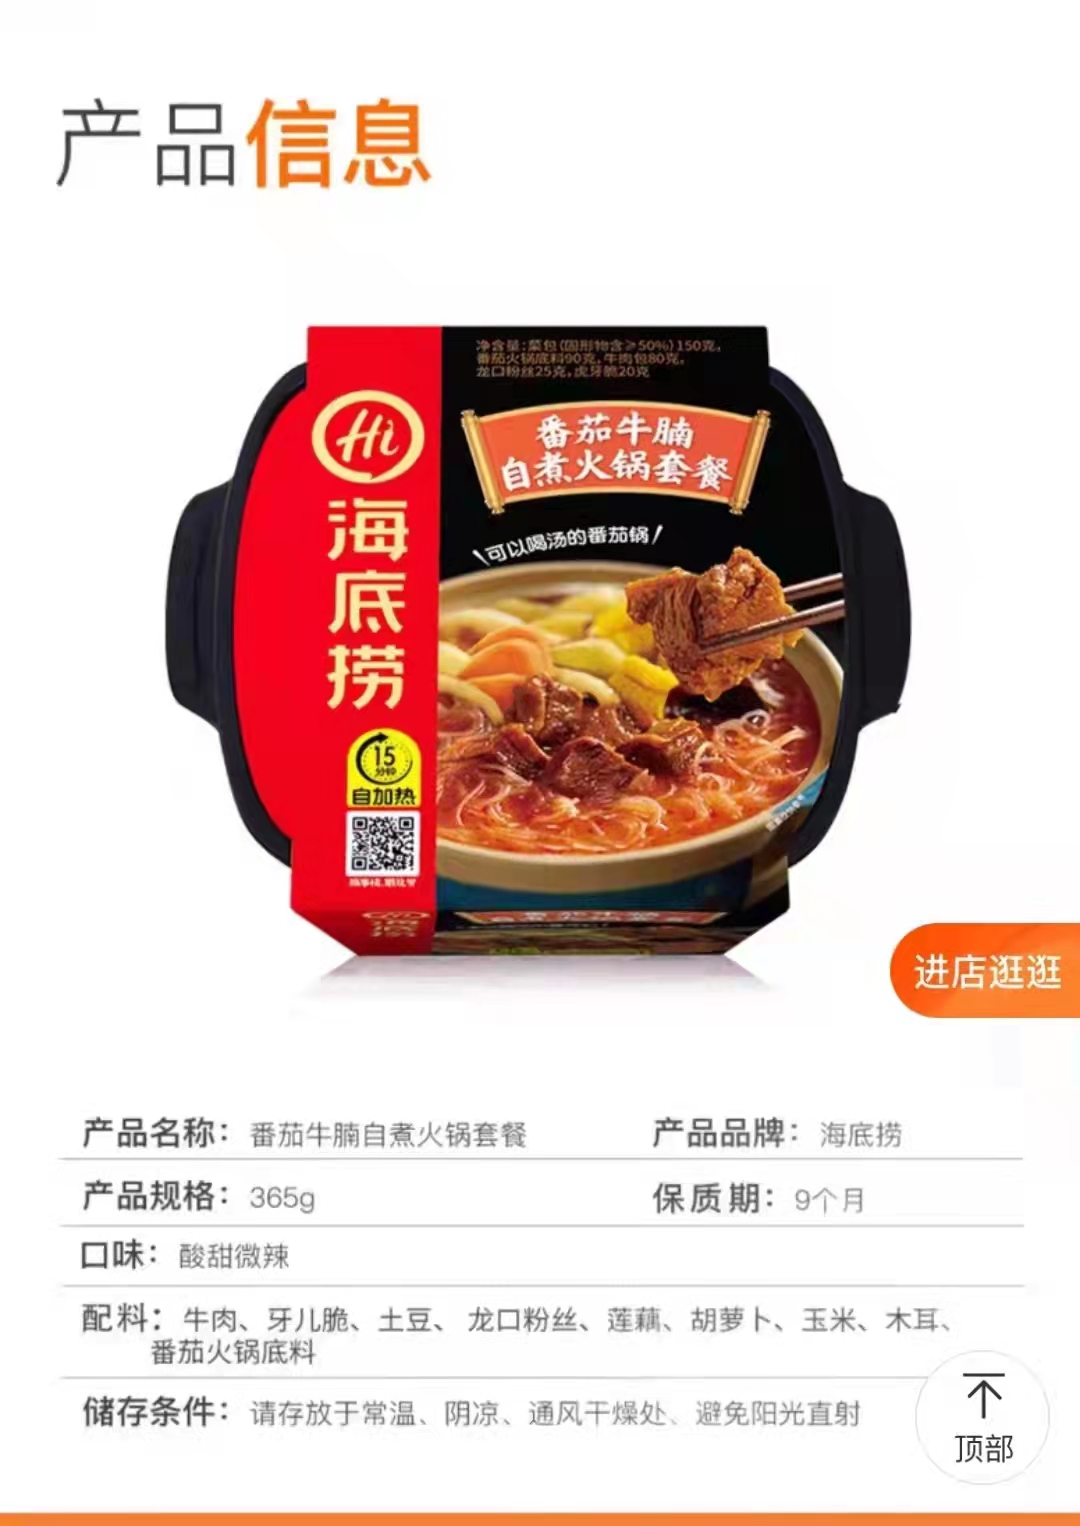 产品信息
净含量:菜包(固形物含≥50%)150克,
番茄火锅底料90克,牛肉包80克,
龙口粉丝25克,虎牙脆20克
Hi
番茄牛腩
自煮火锅套餐
可以喝汤的番茄锅
海底捞
15
分钟
自加热
进店逛逛
产品名称：番茄牛腩自煮火锅套餐 产品品牌：海底捞
产品规格：365g 保质期：9个月
口味：酸甜微辣
配料：牛肉、牙儿脆、土豆、龙口粉丝、莲藕、胡萝卜、玉米、木耳、
番茄火锅底料
储存条件：请存放于常温、阴凉、通风干燥处、避免阳光直射
顶部